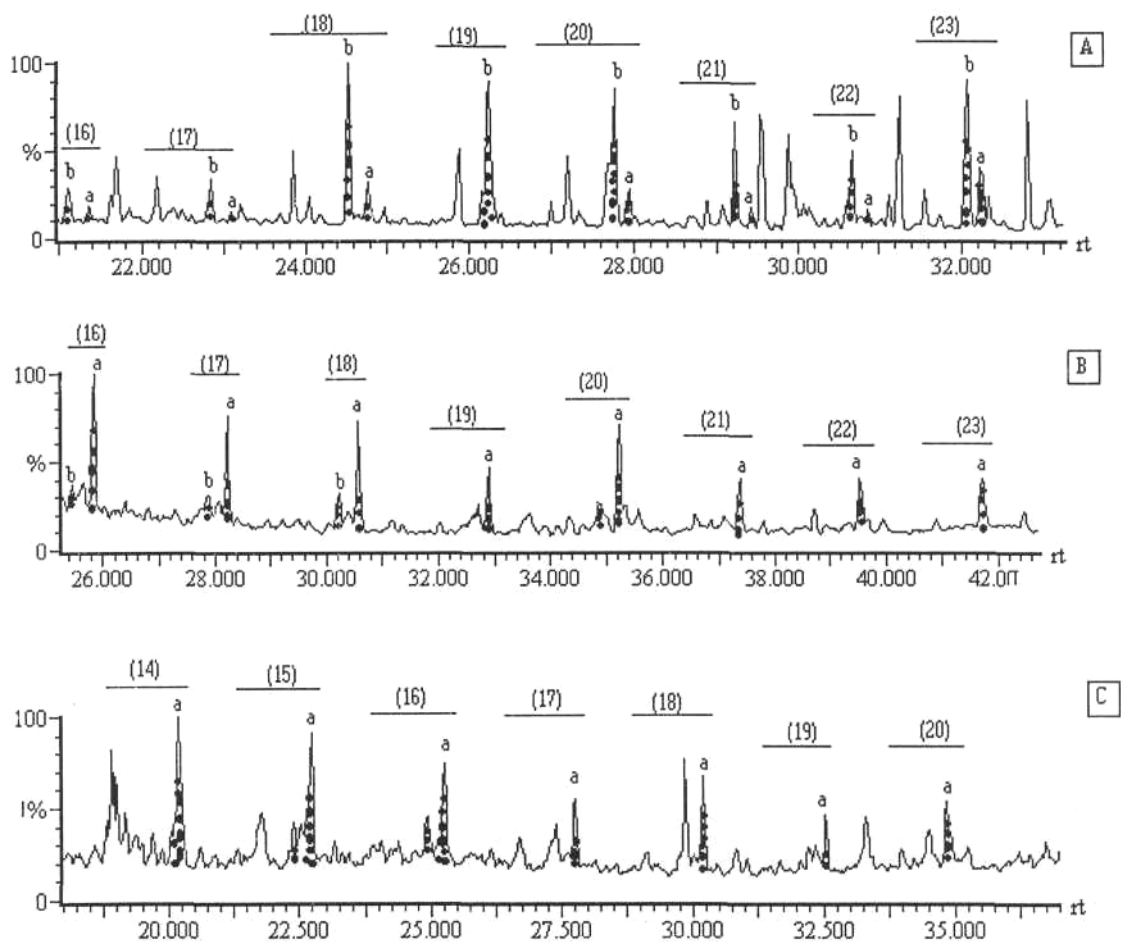 (18) (23)
(19) (20) A
b (21)
100 b b b
(22)
(16) b
(17) b
% a
b b a a
a a a a
0
rt
22.000 24.000 26.000 28.000 30.000 32.000
(16)
(17) (18) B
100 a (20)
a a (19) (21) (22) (23)
a
a a a a
%
b b b
0
26.000 28.000 30.000 32.000 34.000 36.000 38.000 40.000 42.0IT rt
(14) (15)
(16) (17) (18) C
100 a a (19) (20)
a
a a a
a
1%
0
rt
20.000 22.500 25.000 27.500 30.000 32.500 35.000